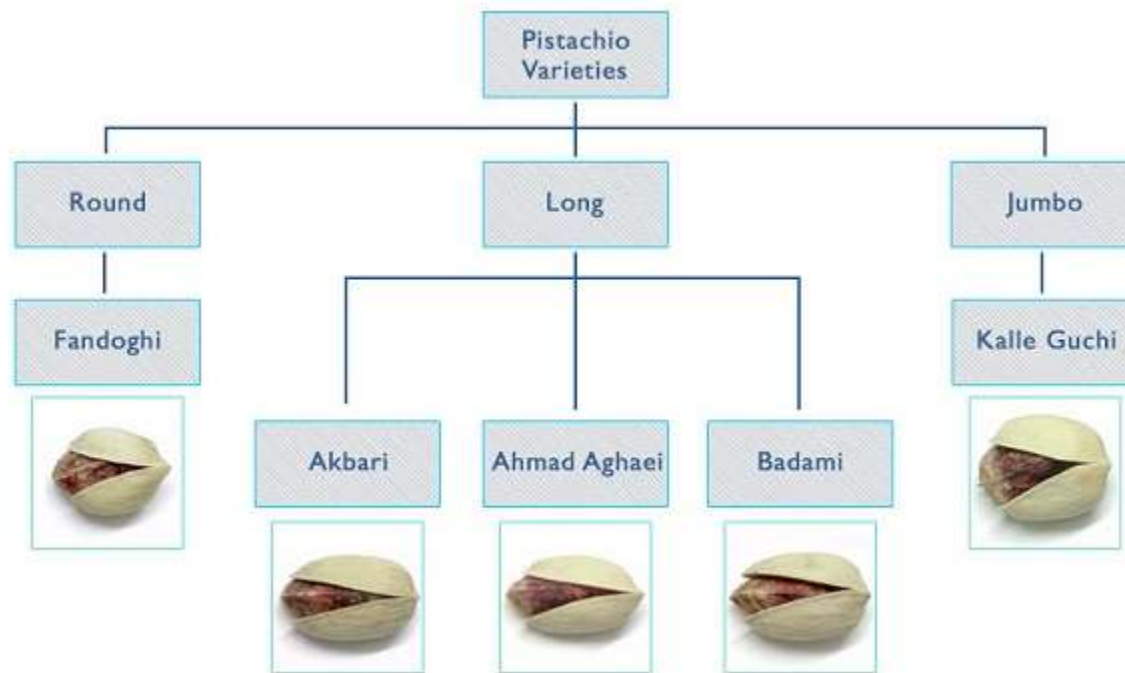 Pistachio
Varieties
Round
Long
Jumbo
Fandoghi
Kalle Guchi
Akbari
Ahmad Aghaei
Badami